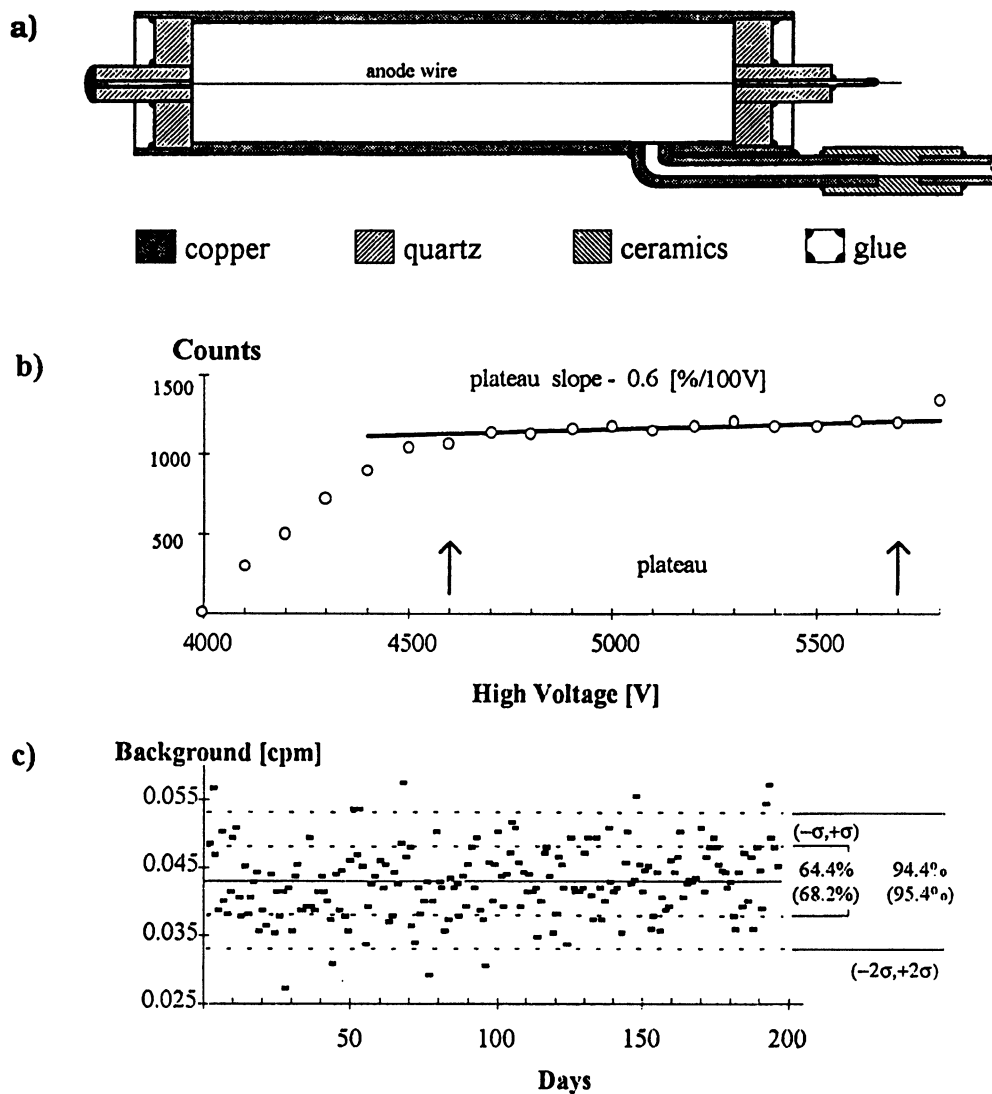 a)
anode wire
copper quartz ceramics glue
b)
Counts
1500
plateau slope - 0.6 [%/100V]
1000
500
plateau
4000 4500 5000 5500
High Voltage [V]
c)
Background [cpm]
0.055
(-σ,+σ)
0.045
64.4% 94.4%
(68.2%) (95.4%)
0.035
(-2σ,+2σ)
0.025
50 100 150 200
Days